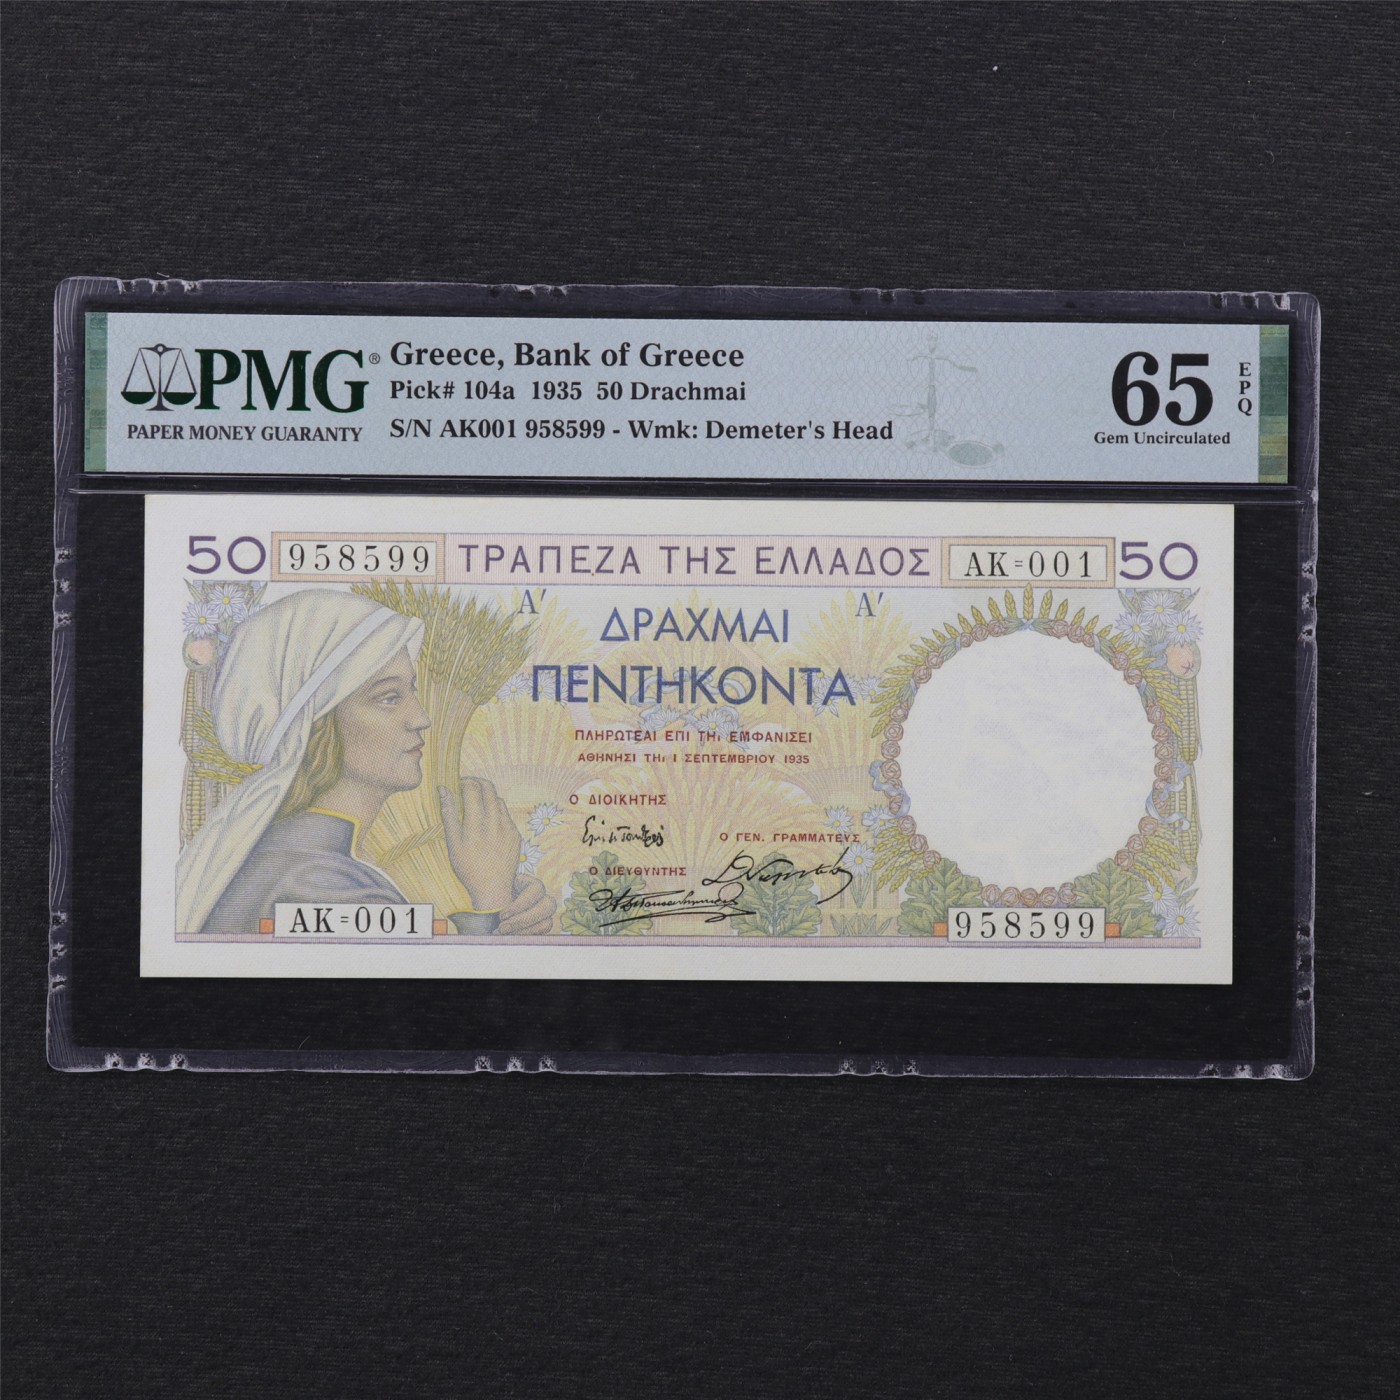 PMG®
PAPER MONEY GUARANTY
Greece, Bank of Greece
Pick# 104a 1935 50 Drachmai
S/N AK001 958599 - Wmk: Demeter's Head
65
EPQ
Gem Uncirculated
50 958599 ΤΡΑΠΕΖΑ ΤΗΣ ΕΛΛΑΔΟΣ AK=001 50
Α′ Α′
ΔΡΑΧΜΑΙ
ΠΕΝΤΗΚΟΝΤΑ
ΠΛΗΡΩΤΕΑΙ ΕΠΙ ΤΗι ΕΜΦΑΝΙΣΕΙ
ΑΘΗΝΗΣΙ ΤΗι 1 ΣΕΠΤΕΜΒΡΙΟΥ 1935
Ο ΔΙΟΙΚΗΤΗΣ
Ο ΓΕΝ. ΓΡΑΜΜΑΤΕΥΣ
Ο ΔΙΕΥΘΥΝΤΗΣ
AK=001 958599